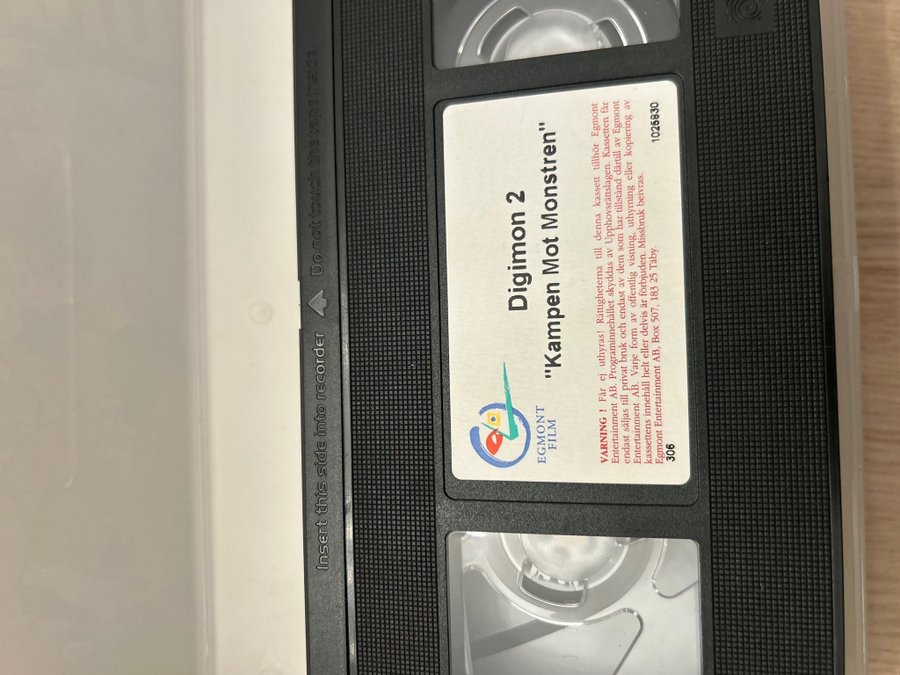 Insert this side into recorder
Do not touch the tape inside
Digimon 2
"Kampen Mot Monstren"
EGMONT
FILM
VARNING ! Får ej uthyras! Rättigheterna till denna kassett tillhör Egmont
Entertainment AB. Programinnehållet skyddas av Upphovsrättslagen. Kassetten får
endast säljas till privat bruk och endast av dem som har tillstånd därtill av Egmont
Entertainment AB. Varje form av offentlig visning, uthyrning eller kopiering av
kassettens innehåll helt eller delvis är förbjuden. Missbruk beivras.
Egmont Entertainment AB, Box 507, 183 25 Täby.
306
1025830